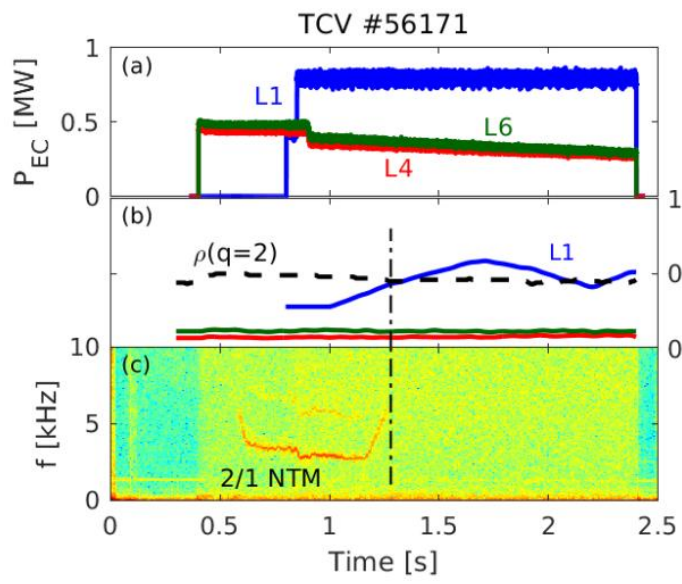 TCV #56171
1
(a)
L1
P_EC [MW]
0.5
L6
L4
0
1
(b)
ρ(q=2)
L1
0
0
10
(c)
f [kHz]
5
2/1 NTM
0
0 0.5 1 1.5 2 2.5
Time [s]